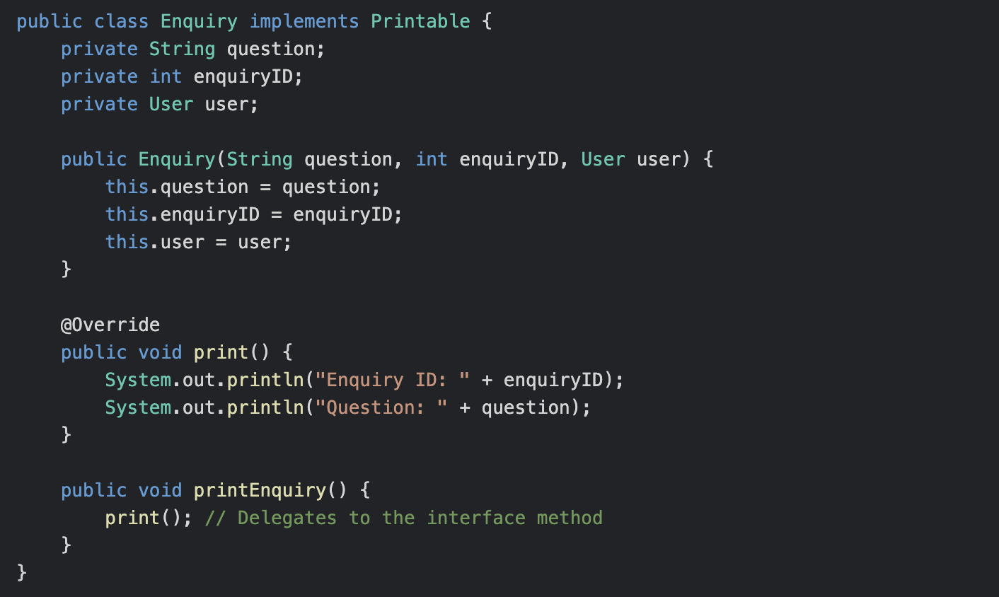 public class Enquiry implements Printable {
    private String question;
    private int enquiryID;
    private User user;

    public Enquiry(String question, int enquiryID, User user) {
        this.question = question;
        this.enquiryID = enquiryID;
        this.user = user;
    }

    @Override
    public void print() {
        System.out.println("Enquiry ID: " + enquiryID);
        System.out.println("Question: " + question);
    }

    public void printEnquiry() {
        print(); // Delegates to the interface method
    }
}